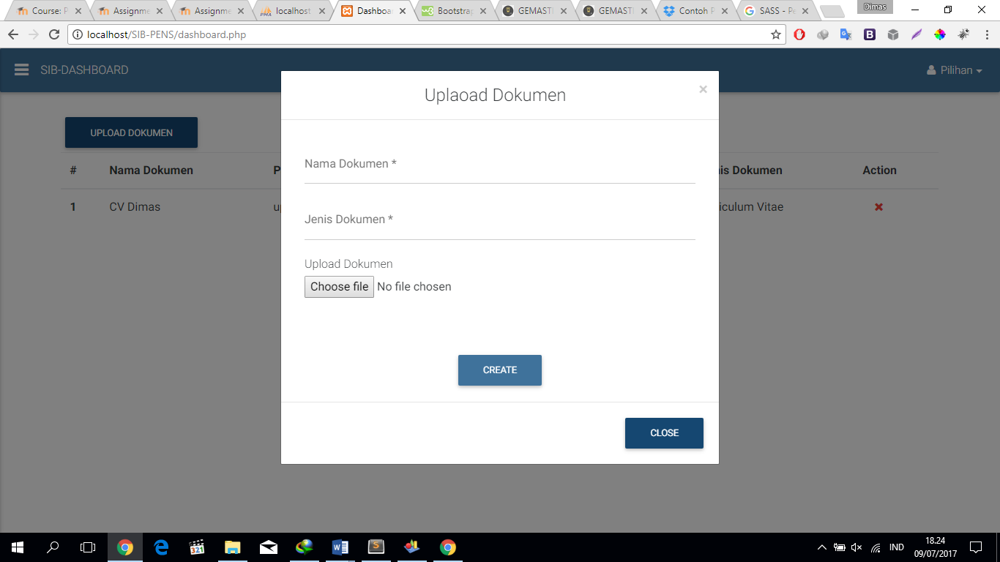 Course: P
Assignme
Assignme
localhost
Dashboa
Bootstrap
GEMAST
GEMAST
Contoh P
SASS - Pe
Dimas
localhost/SIB-PENS/dashboard.php
SIB-DASHBOARD
Pilihan
Uplaoad Dokumen
×
UPLOAD DOKUMEN
# Nama Dokumen P is Dokumen Action
1 CV Dimas u iculum Vitae
Nama Dokumen *
Jenis Dokumen *
Upload Dokumen
Choose file No file chosen
CREATE
CLOSE
IND
18.24
09/07/2017